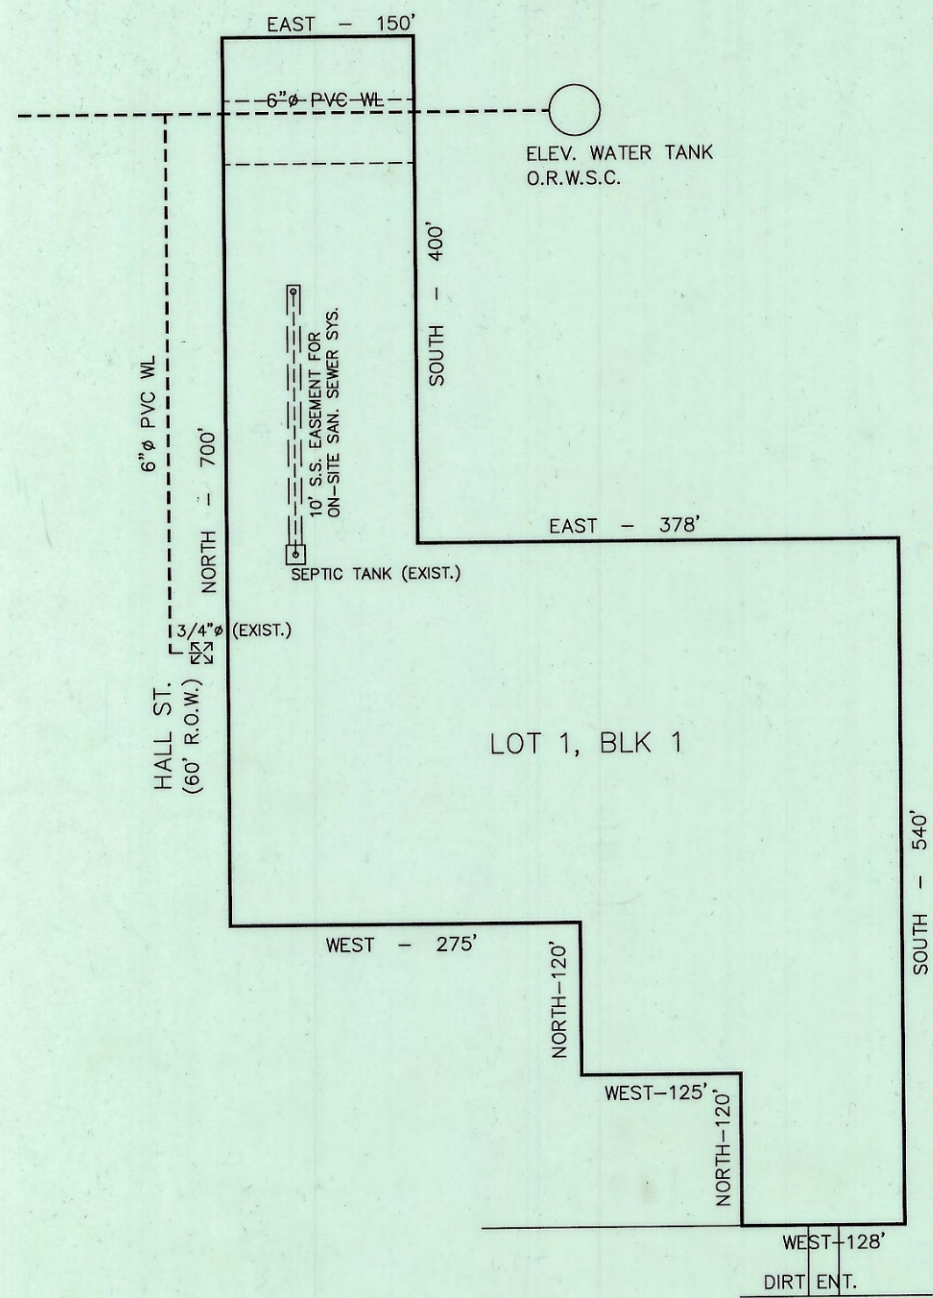 EAST - 150'
6"ø PVC WL
ELEV. WATER TANK
O.R.W.S.C.
SOUTH - 400'
10' S.S. EASEMENT FOR
ON-SITE SAN. SEWER SYS.
6"ø PVC WL
NORTH - 700'
EAST - 378'
SEPTIC TANK (EXIST.)
3/4"ø (EXIST.)
HALL ST.
(60' R.O.W.)
LOT 1, BLK 1
SOUTH - 540'
WEST - 275'
NORTH-120'
WEST-125'
NORTH-120'
WEST-128'
DIRT ENT.